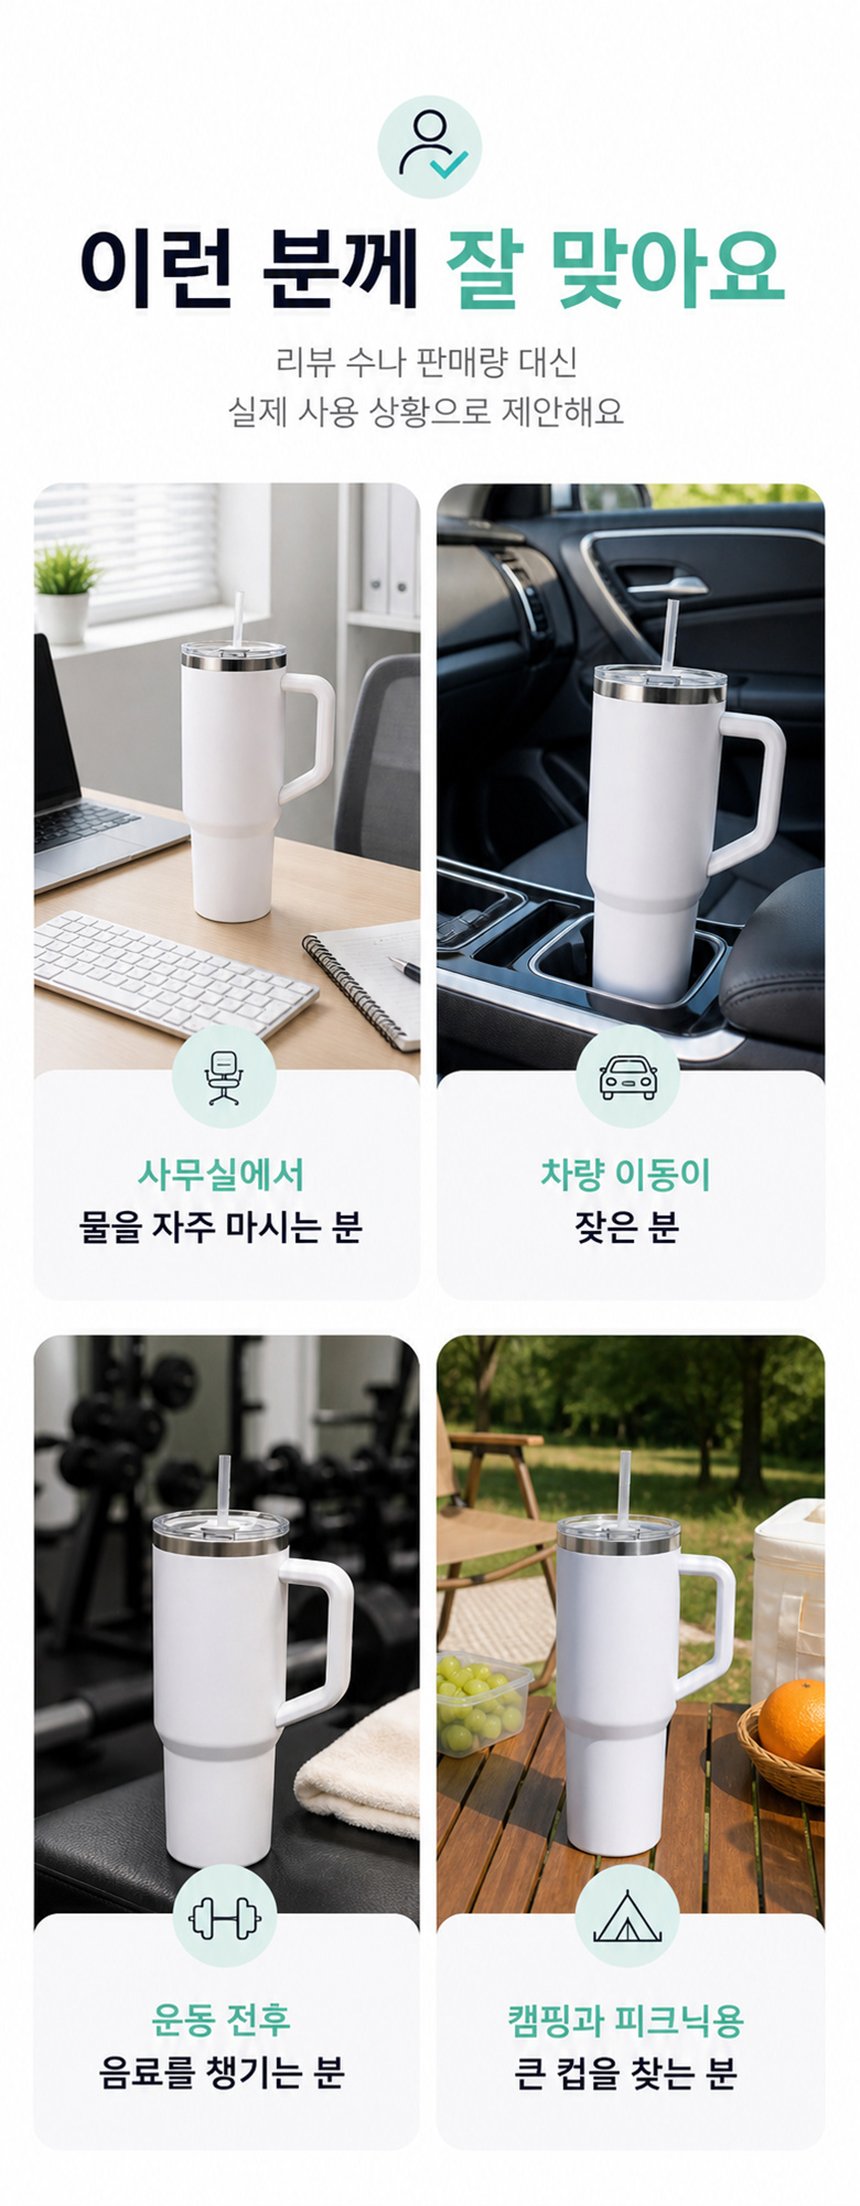 이런 분께 잘 맞아요
리뷰 수나 판매량 대신
실제 사용 상황으로 제안해요
사무실에서
물을 자주 마시는 분
차량 이동이
잦은 분
운동 전후
음료를 챙기는 분
캠핑과 피크닉용
큰 컵을 찾는 분